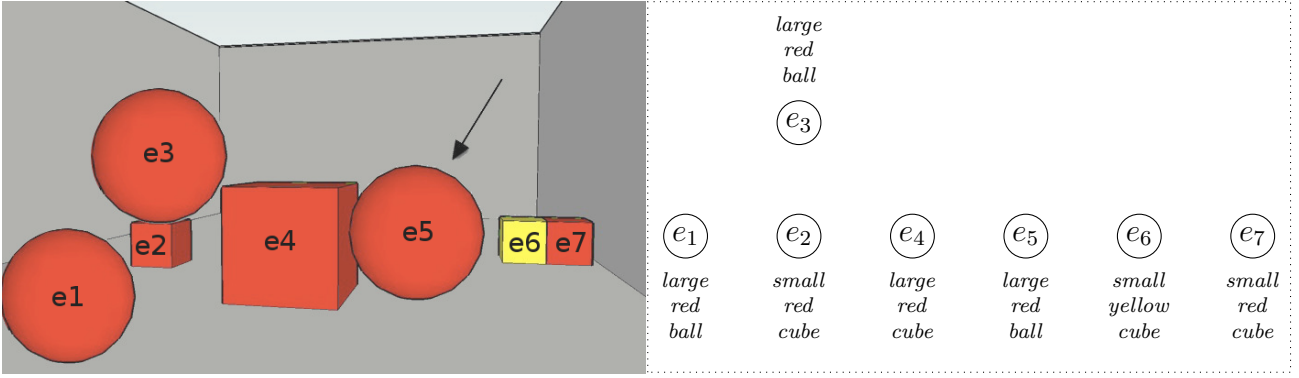 e3
e2
e1
e4
e5
e6 e7
large
red
ball
e3
e1 e2 e4 e5 e6 e7
large small large large small small
red red red red yellow red
ball cube cube ball cube cube